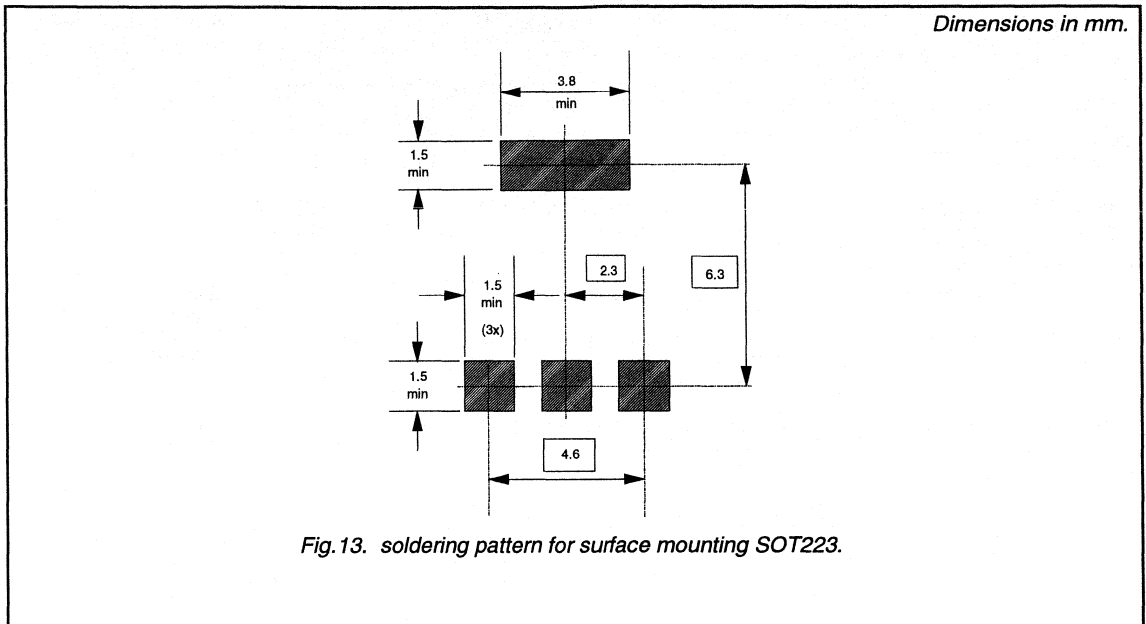 Dimensions in mm.
3.8
min
1.5
min
2.3
6.3
1.5
min
(3x)
1.5
min
4.6
Fig.13. soldering pattern for surface mounting SOT223.